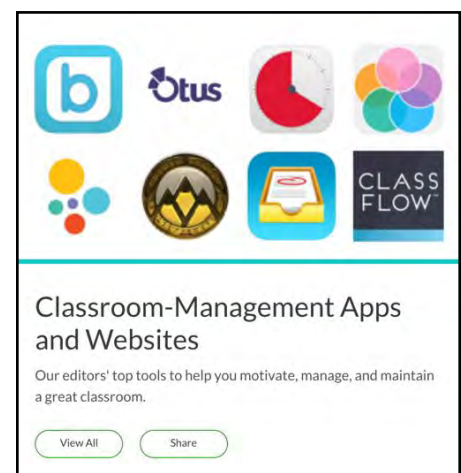 b
Otus
CLASS
FLOW™
Classroom-Management Apps
and Websites
Our editors' top tools to help you motivate, manage, and maintain
a great classroom.
View All
Share